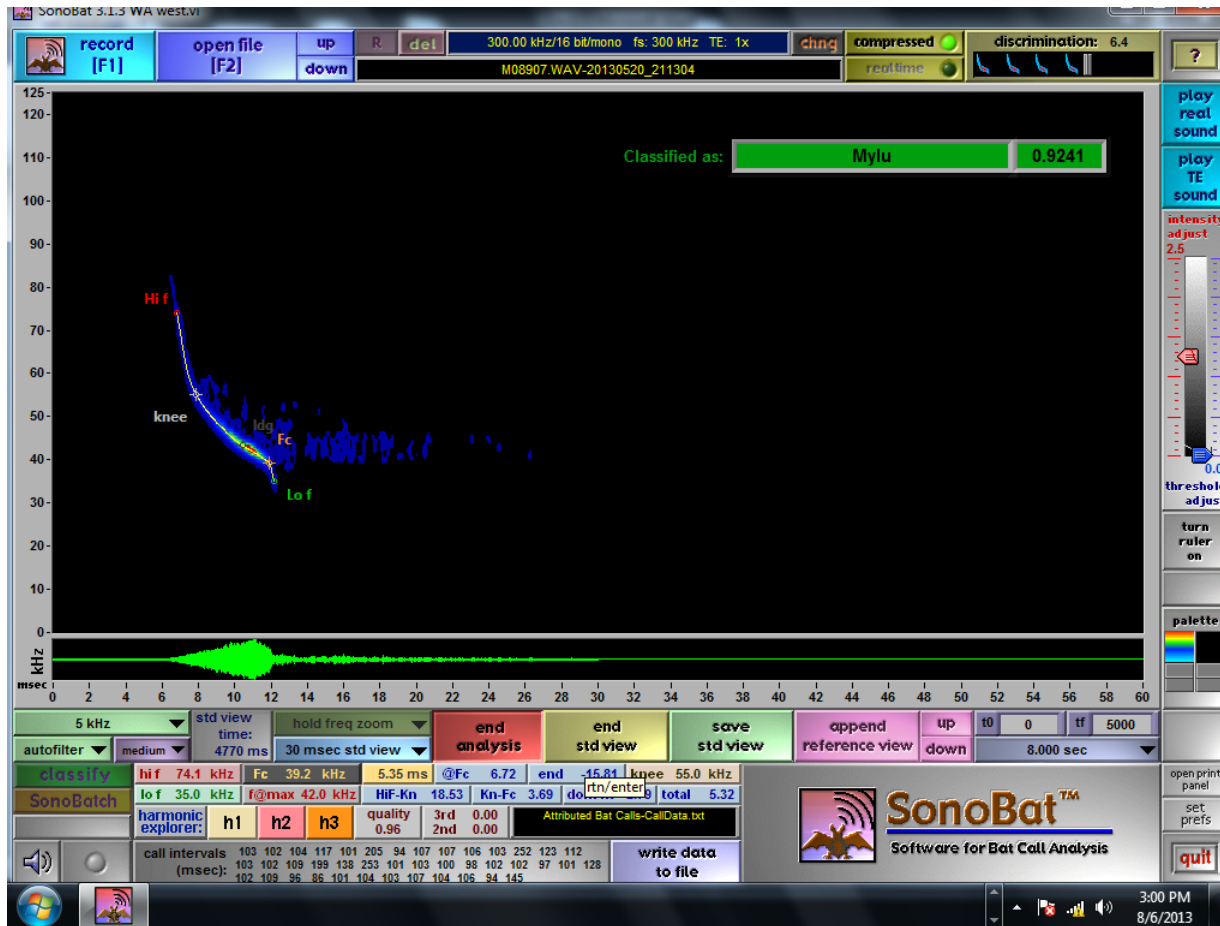 SonoBat 3.1.3 WA west.vi
record
[F1]
open file
[F2]
up
down
R
del
300.00 kHz/16 bit/mono fs: 300 kHz TE: 1x
M08907.WAV-20130520_211304
chng
compressed
realtime
discrimination: 6.4
?
play
real
sound
play
TE
sound
intensity
adjust
2.5
0.0
threshold
turn
ruler
on
palette
125
120
110
100
90
80
70
60
50
40
30
20
10
0
kHz
Classified as: Mylu 0.9241
Hi f
knee
ldg
Fc
Lo f
msec
0 2 4 6 8 10 12 14 16 18 20 22 24 26 28 30 32 34 36 38 40 42 44 46 48 50 52 54 56 58 60
5 kHz
autofilter
medium
std view
time:
4770 ms
hold freq zoom
30 msec std view
end
analysis
end
std view
save
std view
append
reference view
up
down
t0 0 tf 5000
8.000 sec
classify
SonoBatch
hi f 74.1 kHz Fc 39.2 kHz 5.35 ms @Fc 6.72 end -15.81 knee 55.0 kHz
lo f 35.0 kHz f@max 42.0 kHz HiF-Kn 18.53 Kn-Fc 3.69 total 5.32
rtn/enter
harmonic
explorer:
h1 h2 h3
quality
0.96
3rd 0.00
2nd 0.00
Attributed Bat Calls-CallData.txt
call intervals
(msec):
103 102 104 117 101 205 94 107 107 106 103 252 123 112
103 102 109 199 138 253 101 103 100 98 102 102 97 101 128
102 109 96 86 101 104 103 107 104 106 94 145
write data
to file
SonoBat™
Software for Bat Call Analysis
open print
panel
set
prefs
quit
3:00 PM
8/6/2013